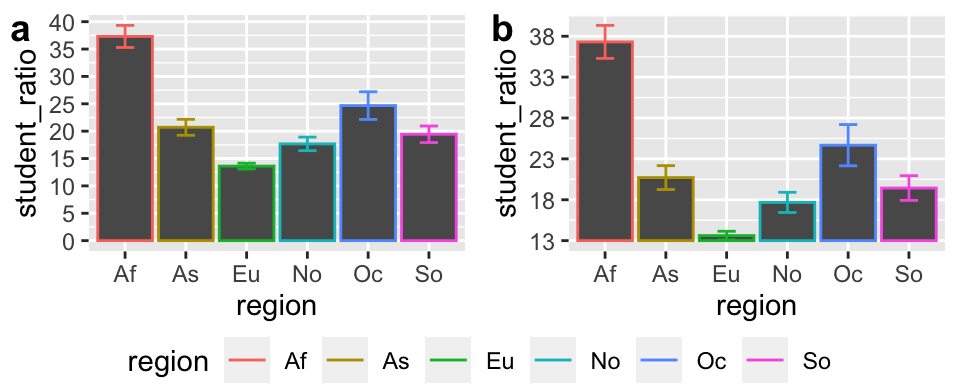 a
student_ratio
40
35
30
25
20
15
10
5
0
Af As Eu No Oc So
region
b
student_ratio
38
33
28
23
18
13
Af As Eu No Oc So
region
region Af As Eu No Oc So